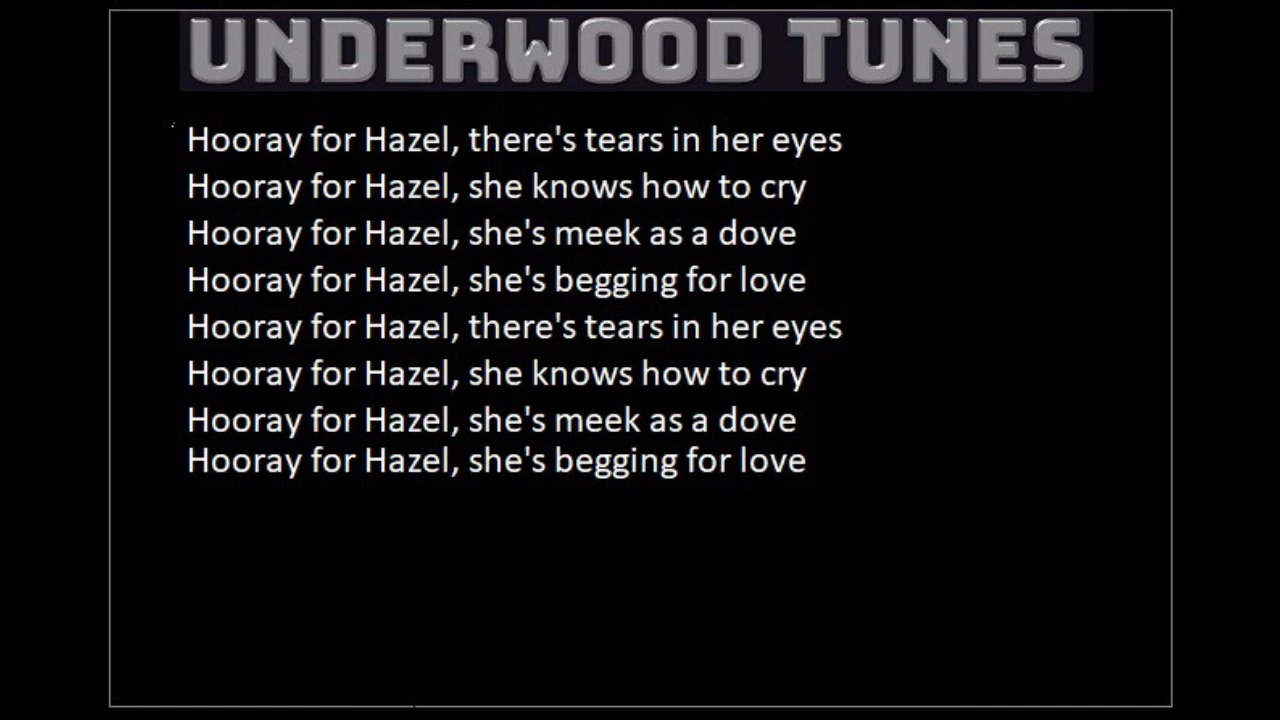 UNDERWOOD TUNES
Hooray for Hazel, there's tears in her eyes
Hooray for Hazel, she knows how to cry
Hooray for Hazel, she's meek as a dove
Hooray for Hazel, she's begging for love
Hooray for Hazel, there's tears in her eyes
Hooray for Hazel, she knows how to cry
Hooray for Hazel, she's meek as a dove
Hooray for Hazel, she's begging for love